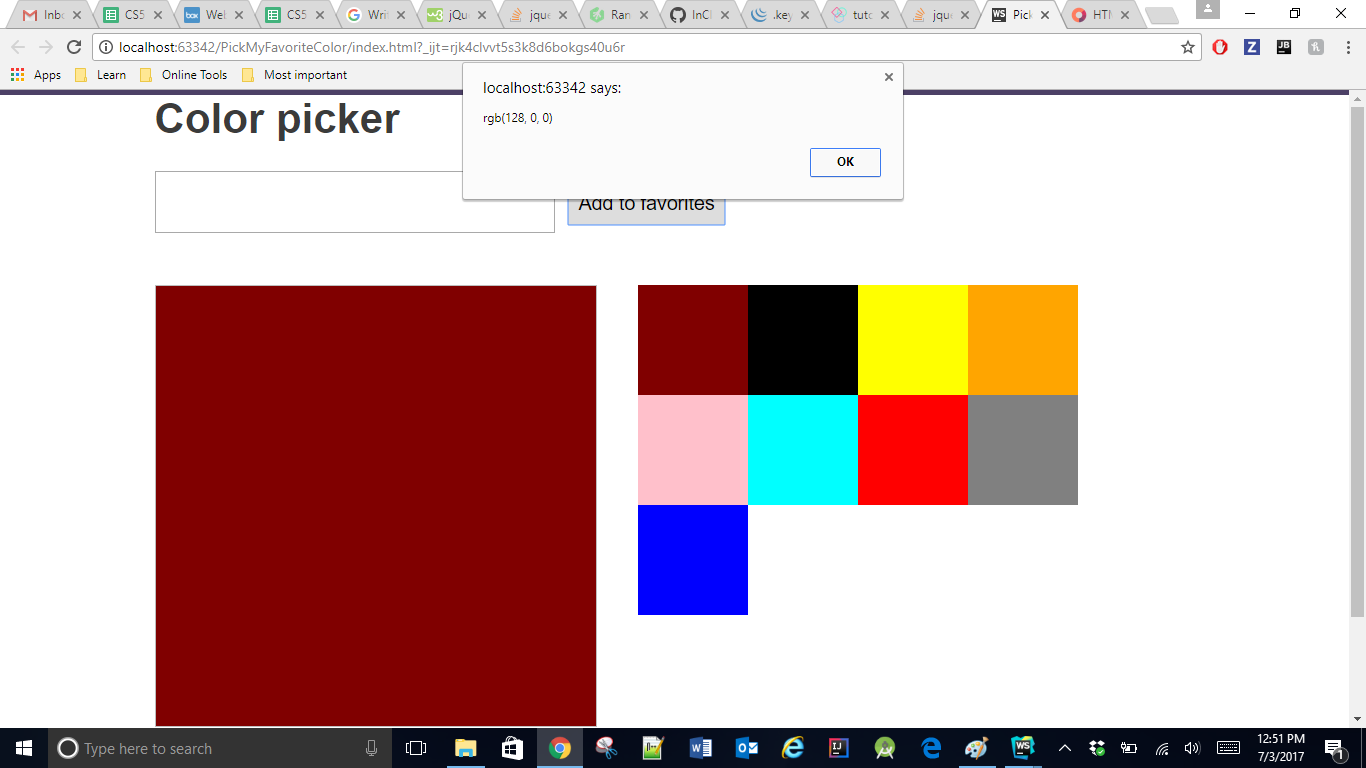 Inbo CS5 Wel CS5 Writ jQu jque Ran InCl .key tuto jque Pick HTM
localhost:63342/PickMyFavoriteColor/index.html?_ijt=rjk4clvvt5s3k8d6bokgs40u6r
Apps Learn Online Tools Most important
localhost:63342 says:
rgb(128, 0, 0)
OK
Color picker
Add to favorites
Type here to search
12:51 PM
7/3/2017